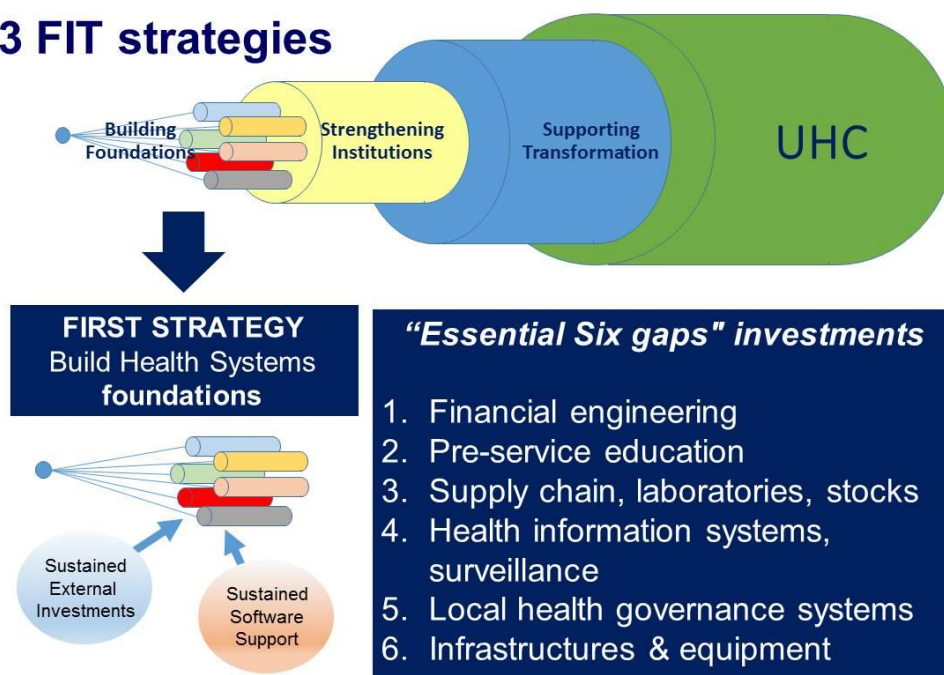 3 FIT strategies
Building
Foundations
Strengthening
Institutions
Supporting
Transformation
UHC
FIRST STRATEGY
Build Health Systems
foundations
Sustained
External
Investments
Sustained
Software
Support
“Essential Six gaps" investments
1. Financial engineering
2. Pre-service education
3. Supply chain, laboratories, stocks
4. Health information systems,
surveillance
5. Local health governance systems
6. Infrastructures & equipment